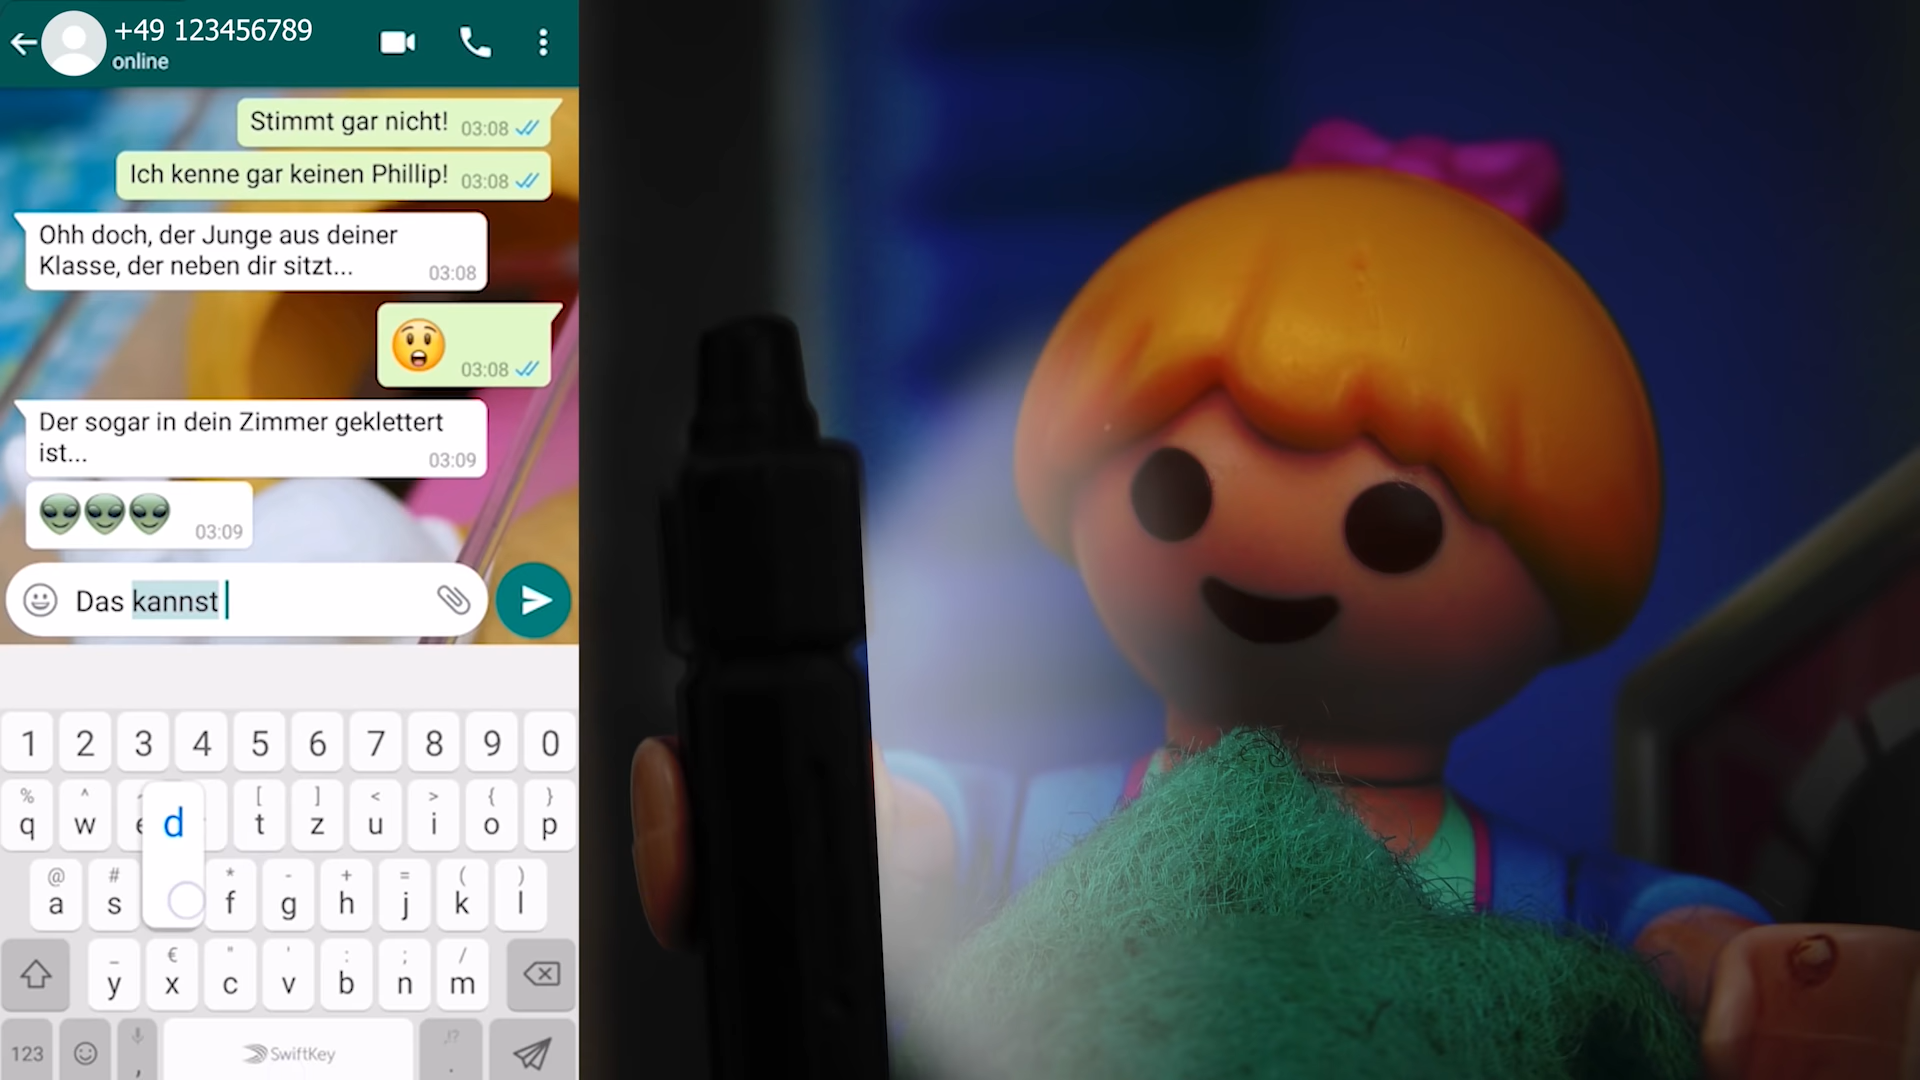 +49 123456789
online
Stimmt gar nicht! 03:08
Ich kenne gar keinen Phillip! 03:08
Ohh doch, der Junge aus deiner
Klasse, der neben dir sitzt... 03:08
03:08
Der sogar in dein Zimmer geklettert
ist... 03:09
03:09
Das kannst
1 2 3 4 5 6 7 8 9 0
% ^ ~ [ ] < > { }
q w e d t z u i o p
@ # * - + = ( )
a s f g h j k l
_ € " ' : ; /
y x c v b n m
123 , SwiftKey !? .